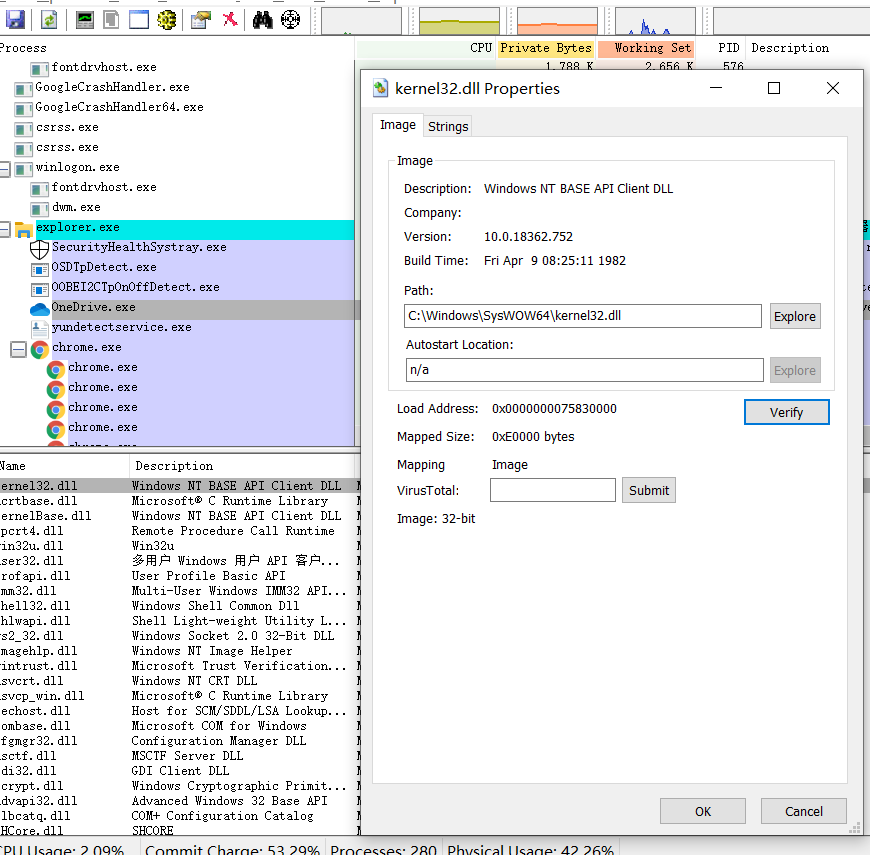 Process
CPU
Private Bytes
Working Set
PID
Description
fontdrvhost.exe
1,788 K
2,656 K
576
GoogleCrashHandler.exe
GoogleCrashHandler64.exe
csrss.exe
csrss.exe
winlogon.exe
fontdrvhost.exe
dwm.exe
explorer.exe
SecurityHealthSystray.exe
OSDTpDetect.exe
OOBEI2CTpOnOffDetect.exe
OneDrive.exe
yundetectservice.exe
chrome.exe
chrome.exe
chrome.exe
chrome.exe
chrome.exe
Name
Description
ernel32.dll Windows NT BASE API Client DLL
crtbase.dll Microsoft® C Runtime Library
ernelBase.dll Windows NT BASE API Client DLL
pcrt4.dll Remote Procedure Call Runtime
in32u.dll Win32u
ser32.dll 多用户 Windows 用户 API 客户...
rofapi.dll User Profile Basic API
mm32.dll Multi-User Windows IMM32 API...
hell32.dll Windows Shell Common Dll
hlwapi.dll Shell Light-weight Utility L...
s2_32.dll Windows Socket 2.0 32-Bit DLL
magehlp.dll Windows NT Image Helper
intrust.dll Microsoft Trust Verification...
svcrt.dll Windows NT CRT DLL
svcp_win.dll Microsoft® C Runtime Library
echost.dll Host for SCM/SDDL/LSA Lookup...
ombase.dll Microsoft COM for Windows
fgmgr32.dll Configuration Manager DLL
sctf.dll MSCTF Server DLL
di32.dll GDI Client DLL
crypt.dll Windows Cryptographic Primit...
dvapi32.dll Advanced Windows 32 Base API
lbcatq.dll COM+ Configuration Catalog
HCore.dll SHCORE
CPU Usage: 2.09% Commit Charge: 53.29% Processes: 280 Physical Usage: 42.26%
kernel32.dll Properties
Image Strings
Image
Description: Windows NT BASE API Client DLL
Company:
Version: 10.0.18362.752
Build Time: Fri Apr 9 08:25:11 1982
Path:
C:\Windows\SysWOW64\kernel32.dll Explore
Autostart Location:
n/a Explore
Load Address: 0x0000000075830000 Verify
Mapped Size: 0xE0000 bytes
Mapping Image
VirusTotal: Submit
Image: 32-bit
OK Cancel